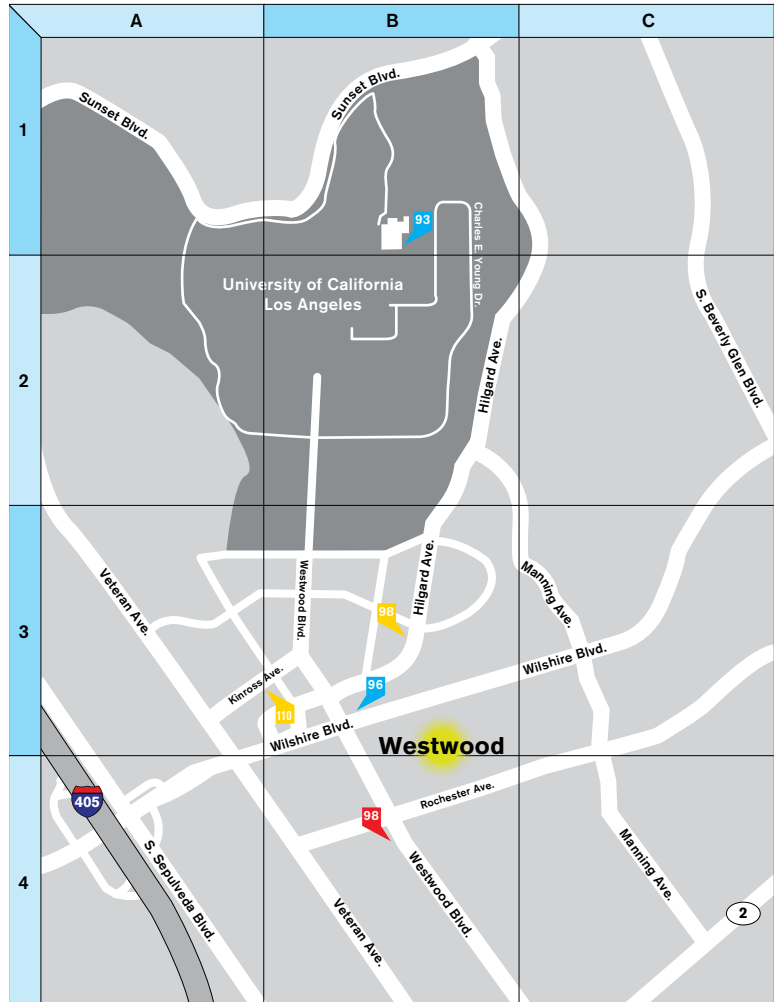 A
B
C
1
2
3
4
Sunset Blvd.
Sunset Blvd.
93
Charles E. Young Dr.
University of California
Los Angeles
Hilgard Ave.
S. Beverly Glen Blvd.
Veteran Ave.
Westwood Blvd.
Hilgard Ave.
98
Manning Ave.
Kinross Ave.
96
110
Wilshire Blvd.
Wilshire Blvd.
Westwood
405
98
Rochester Ave.
S. Sepulveda Blvd.
Veteran Ave.
Westwood Blvd.
Manning Ave.
2